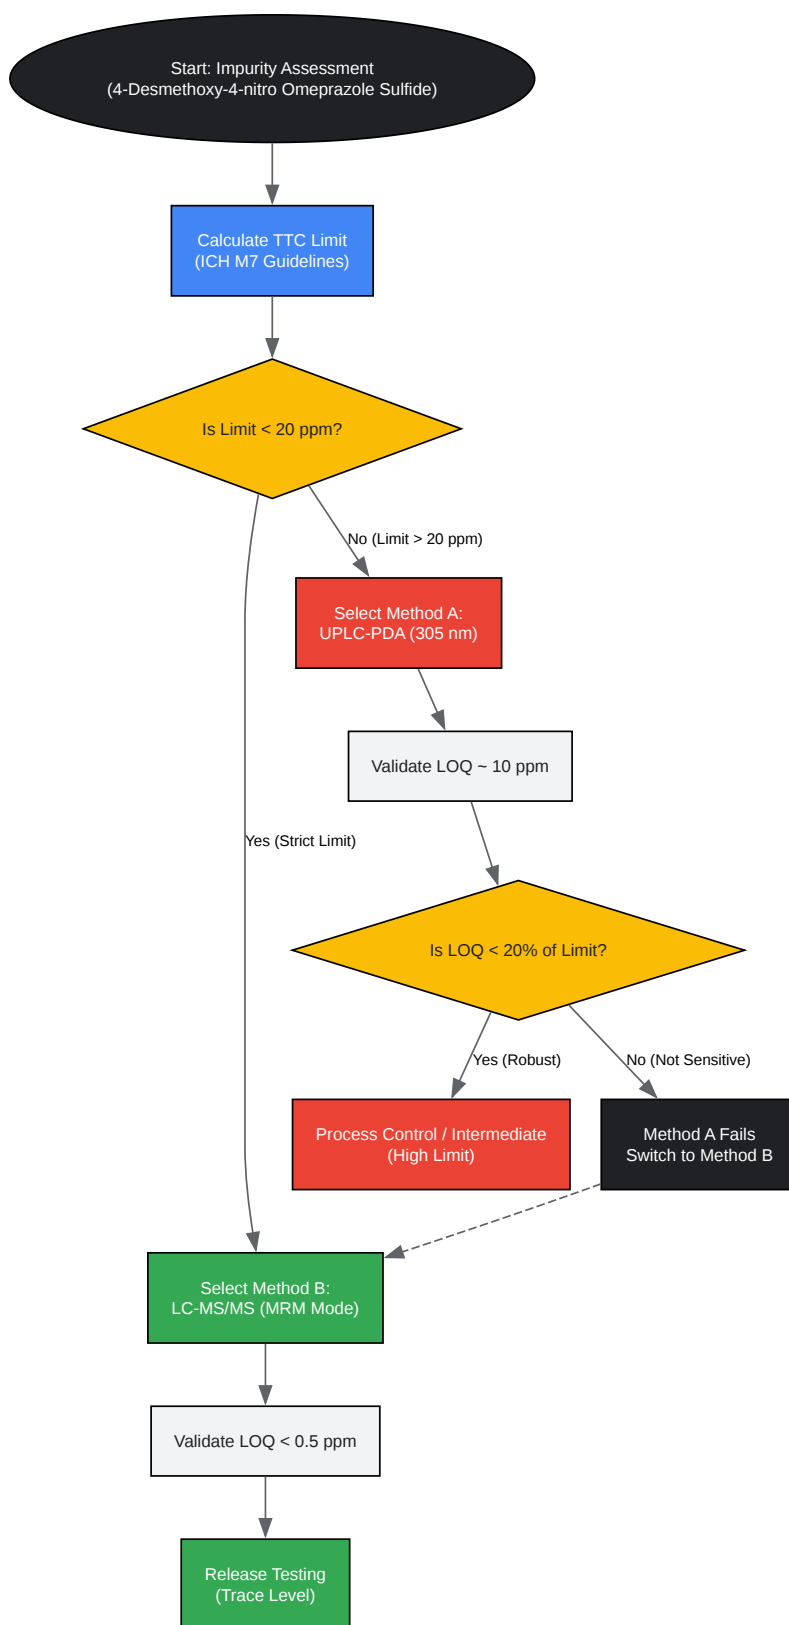 Start: Impurity Assessment
(4-Desmethoxy-4-nitro Omeprazole Sulfide)
Calculate TTC Limit
(ICH M7 Guidelines)
Is Limit < 20 ppm?
No (Limit > 20 ppm)
Select Method A:
UPLC-PDA (305 nm)
Validate LOQ ~ 10 ppm
Yes (Strict Limit)
Is LOQ < 20% of Limit?
Yes (Robust)
No (Not Sensitive)
Process Control / Intermediate
(High Limit)
Method A Fails
Switch to Method B
Select Method B:
LC-MS/MS (MRM Mode)
Validate LOQ < 0.5 ppm
Release Testing
(Trace Level)